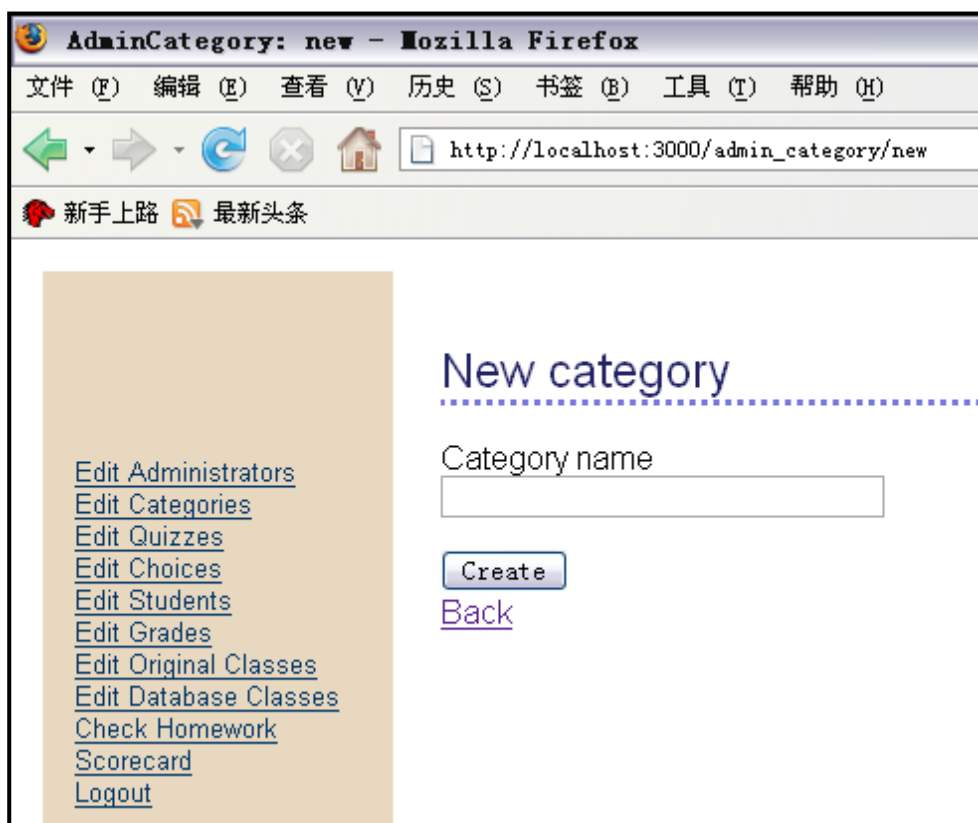 AdminCategory: new - Mozilla Firefox
文件 (F) 编辑 (E) 查看 (V) 历史 (S) 书签 (B) 工具 (T) 帮助 (H)
http://localhost:3000/admin_category/new
新手上路 最新头条
New category
Category name
Create
Back
Edit Administrators
Edit Categories
Edit Quizzes
Edit Choices
Edit Students
Edit Grades
Edit Original Classes
Edit Database Classes
Check Homework
Scorecard
Logout